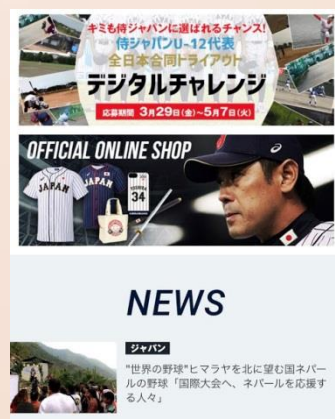 キミも侍ジャパンに選ばれるチャンス!
侍ジャパンU-12代表
全日本合同トライアウト
デジタルチャレンジ
応募期間 3月29日(金)~5月7日(火)
OFFICIAL ONLINE SHOP
JAPAN
JAPAN
34
NEWS
ジャパン
"世界の野球"ヒマラヤを北に望む国ネパー
ルの野球「国際大会へ、ネパールを応援す
る人々」